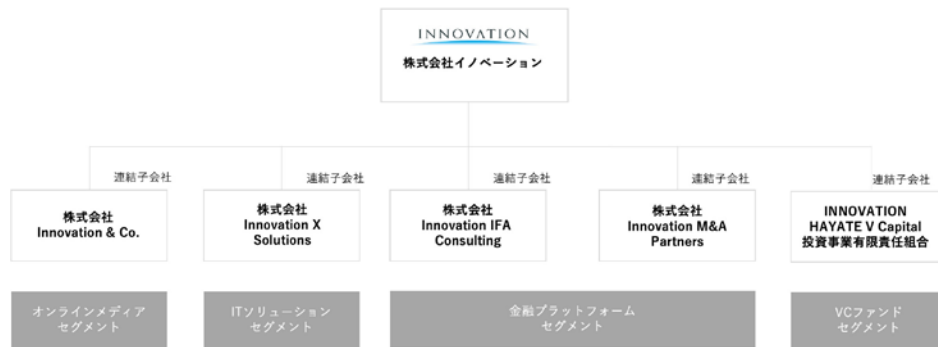 INNOVATION
株式会社イノベーション
連結子会社
連結子会社
連結子会社
連結子会社
連結子会社
株式会社
Innovation & Co.
株式会社
Innovation X
Solutions
株式会社
Innovation IFA
Consulting
株式会社
Innovation M&A
Partners
INNOVATION
HAYATE V Capital
投資事業有限責任組合
オンラインメディア
セグメント
ITソリューション
セグメント
金融プラットフォーム
セグメント
VCファンド
セグメント